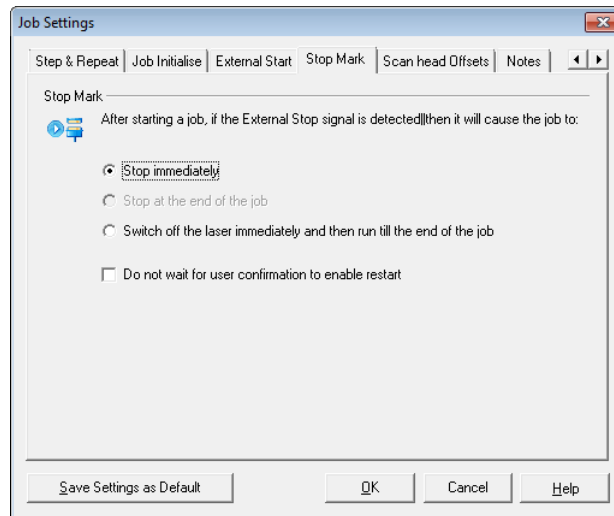 Job Settings
Step & Repeat Job Initialise External Start Stop Mark Scan head Offsets Notes
Stop Mark
After starting a job, if the External Stop signal is detected||then it will cause the job to:
Stop immediately
Stop at the end of the job
Switch off the laser immediately and then run till the end of the job
Do not wait for user confirmation to enable restart
Save Settings as Default OK Cancel Help